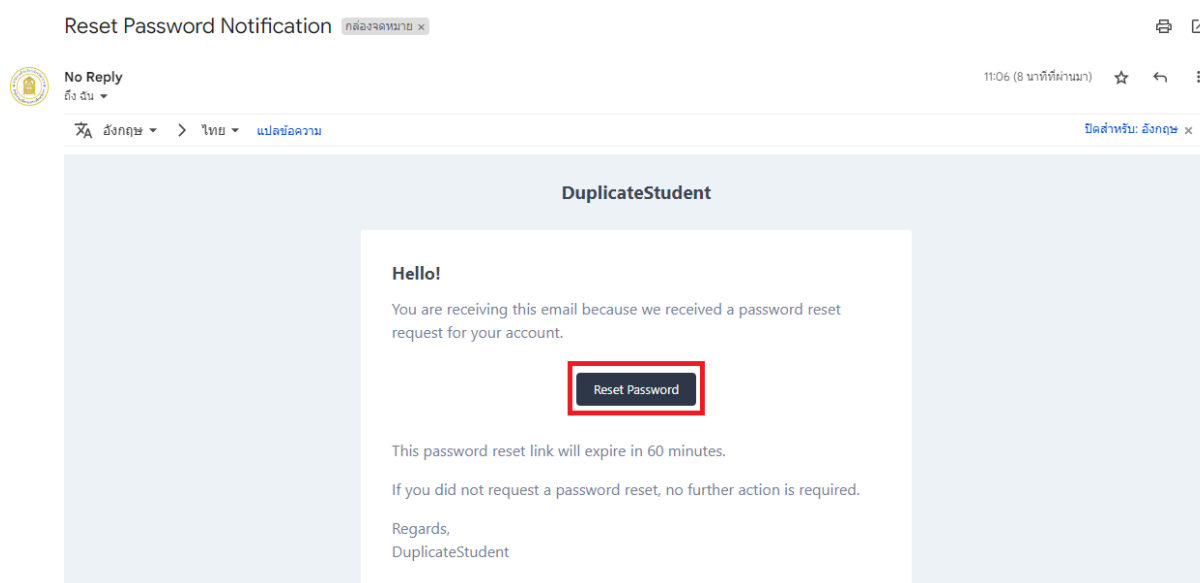 Reset Password Notification กล่องจดหมาย ×
No Reply
11:06 (8 นาทีที่ผ่านมา)
ถึง ฉัน
อังกฤษ > ไทย แปลข้อความ ปิดสำหรับ: อังกฤษ ×
DuplicateStudent
Hello!
You are receiving this email because we received a password reset
request for your account.
Reset Password
This password reset link will expire in 60 minutes.
If you did not request a password reset, no further action is required.
Regards,
DuplicateStudent